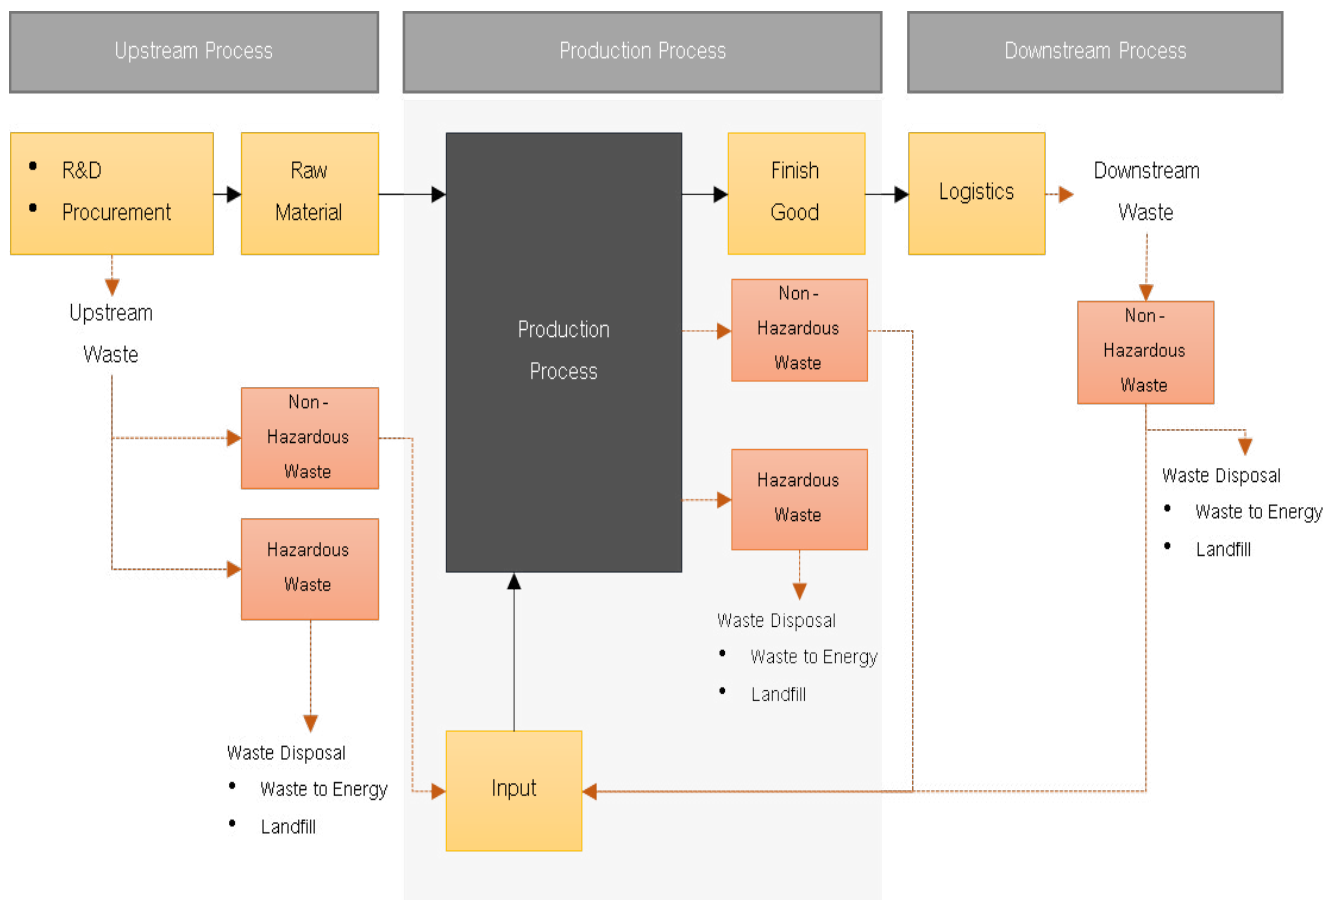 Upstream Process
Production Process
Downstream Process
• R&D
• Procurement
Raw
Material
Production
Process
Finish
Good
Logistics
Downstream
Waste
Upstream
Waste
Non -
Hazardous
Waste
Hazardous
Waste
Waste Disposal
• Waste to Energy
• Landfill
Non -
Hazardous
Waste
Hazardous
Waste
Waste Disposal
• Waste to Energy
• Landfill
Input
Non -
Hazardous
Waste
Waste Disposal
• Waste to Energy
• Landfill